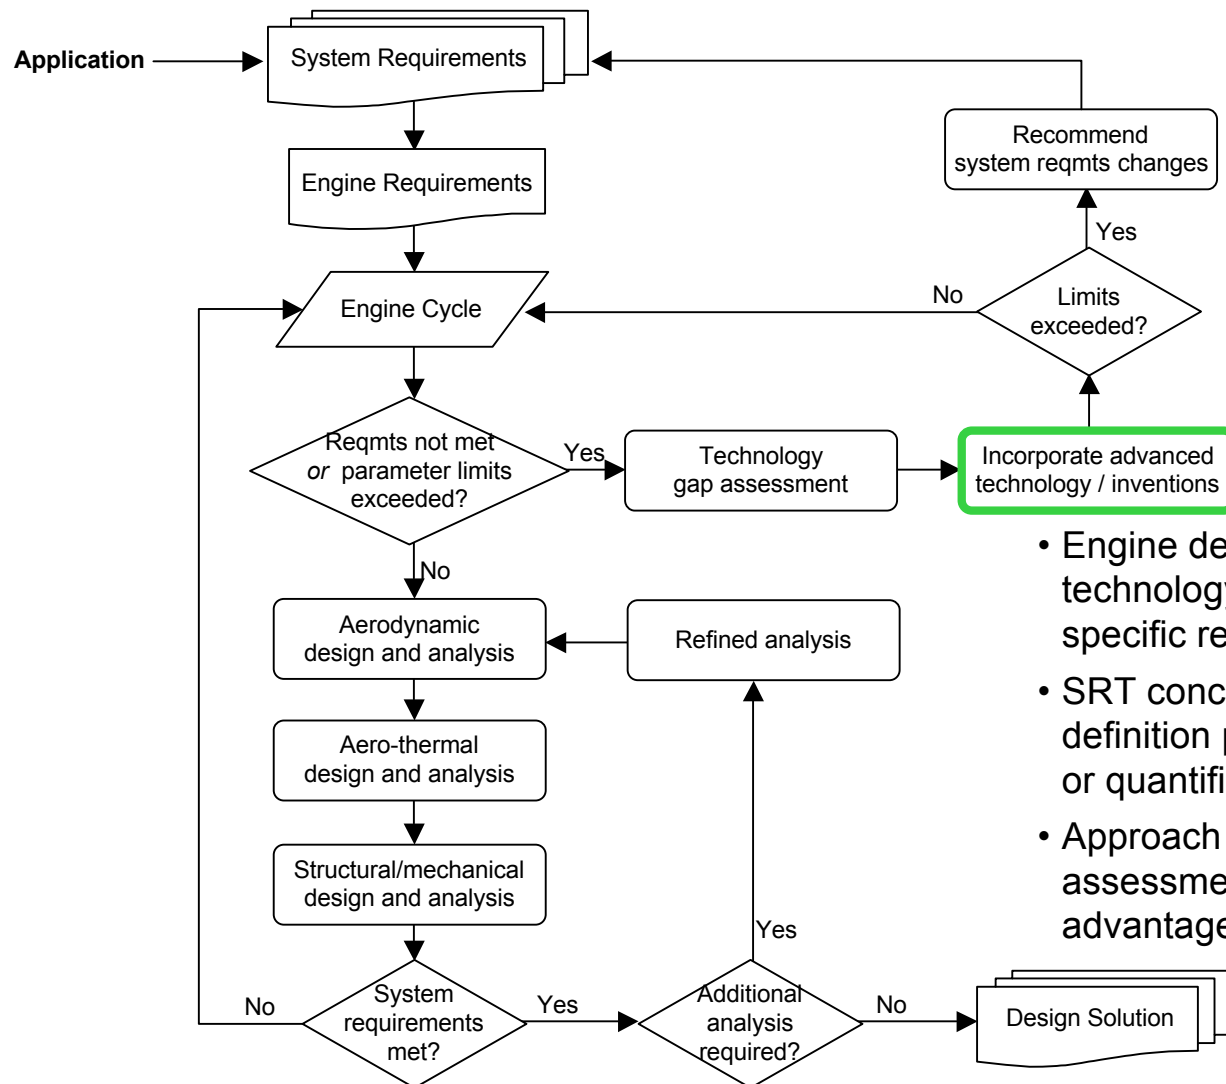 Application
System Requirements
Recommend
system reqmts changes
Engine Requirements
Yes
Engine Cycle
No
Limits
exceeded?
Reqmts not met
or parameter limits
exceeded?
Yes
Technology
gap assessment
Incorporate advanced
technology / inventions
No
• Engine de
technology
specific re
• SRT conc
definition p
or quantifi
• Approach
assessme
advantage
Aerodynamic
design and analysis
Refined analysis
Aero-thermal
design and analysis
Structural/mechanical
design and analysis
Yes
No
System
requirements
met?
Yes
Additional
analysis
required?
No
Design Solution